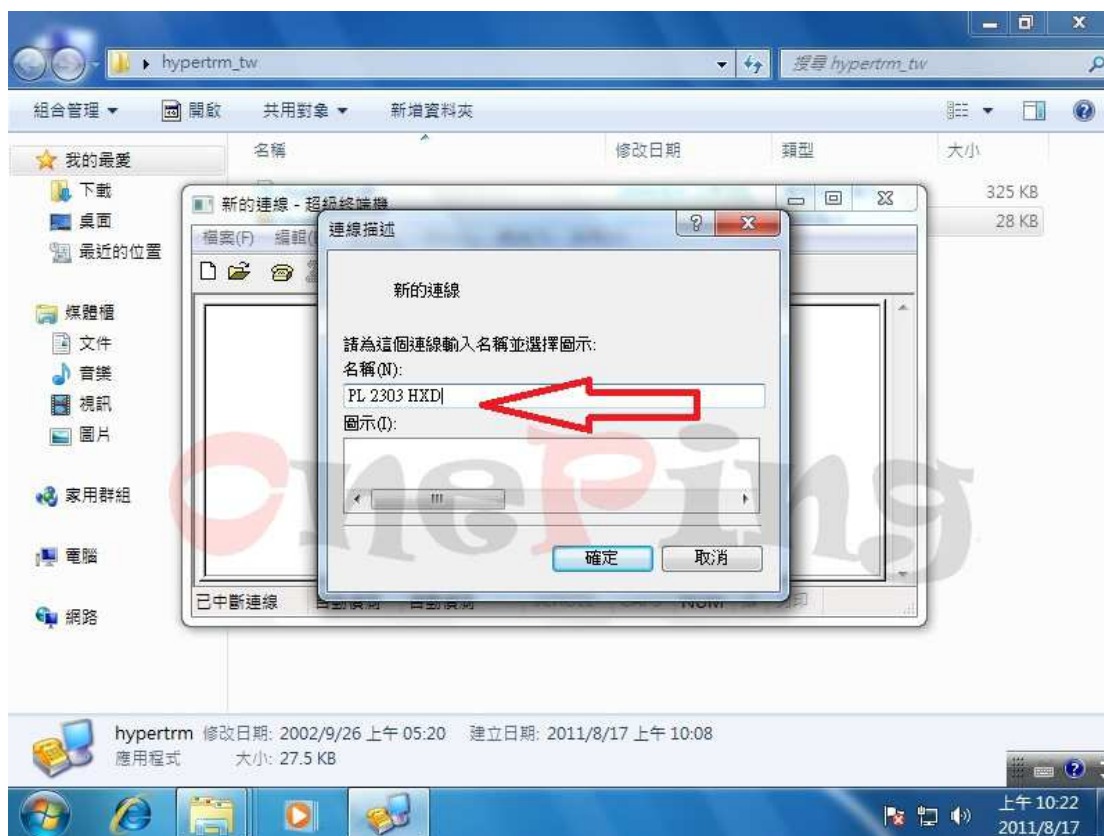 hypertrm_tw
搜尋 hypertrm_tw
組合管理 開啟 共用對象 新增資料夾
名稱 修改日期 類型 大小
我的最愛
下載
桌面
最近的位置
媒體櫃
文件
音樂
視訊
圖片
家用群組
電腦
網路
325 KB
28 KB
新的連線 - 超級終端機
檔案(F) 編輯(
連線描述
新的連線
請為這個連線輸入名稱並選擇圖示:
名稱(N):
PL 2303 HXD
圖示(I):
確定 取消
OnePing
已中斷連線 自動偵測 自動偵測 SCROLL CAPS NUM
hypertrm 修改日期: 2002/9/26 上午 05:20 建立日期: 2011/8/17 上午 10:08
應用程式 大小: 27.5 KB
上午 10:22
2011/8/17